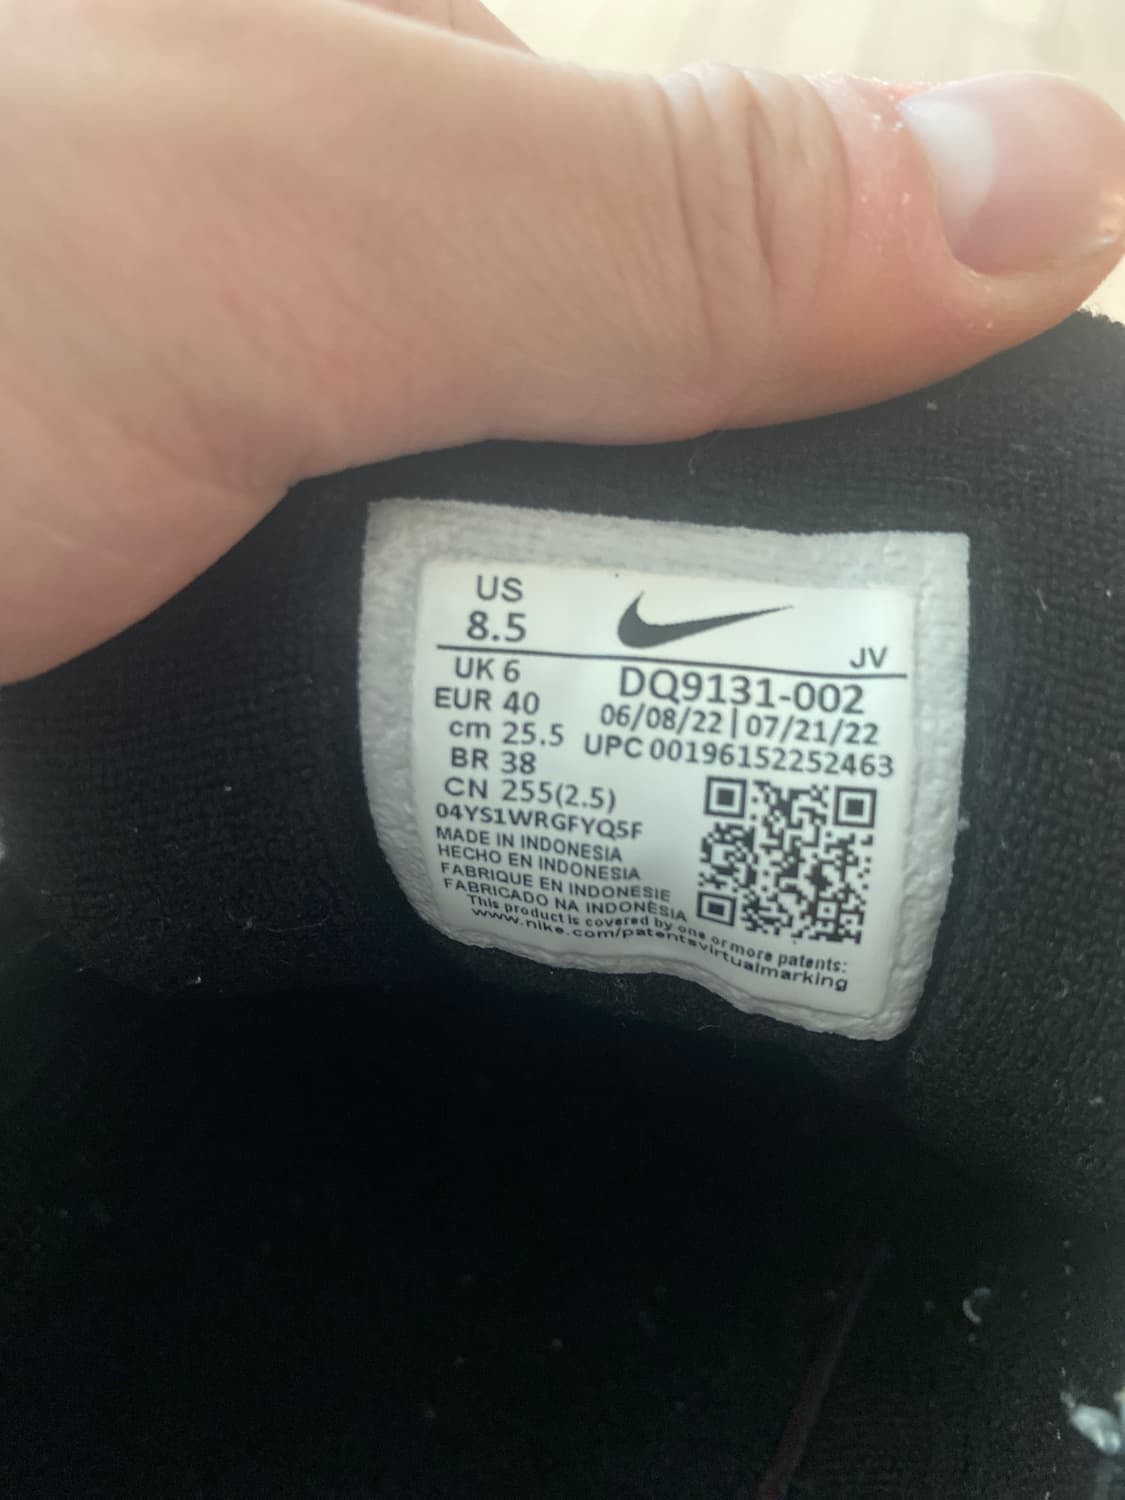 US
8.5
JV
UK 6
EUR 40
cm 25.5
BR 38
CN 255(2.5)
DQ9131-002
06/08/22 | 07/21/22
UPC 00196152252463
04YS1WRGFYQ5F
MADE IN INDONESIA
HECHO EN INDONESIA
FABRIQUE EN INDONESIE
FABRICADO NA INDONÈSIA
This product is covered by one or more patents:
www.nike.com/patentsvirtualmarking